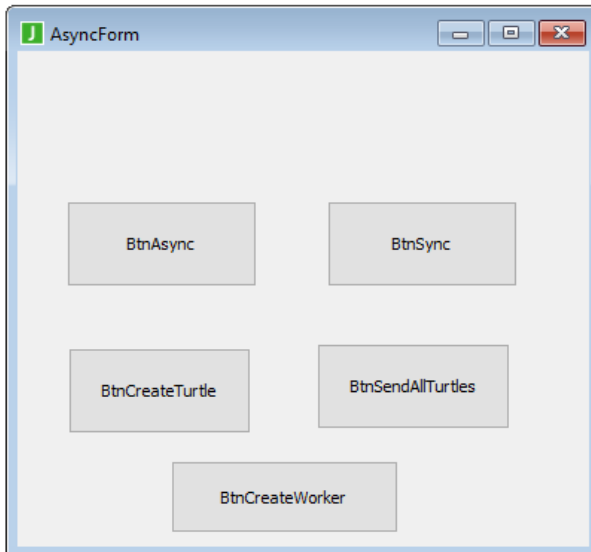 J AsyncForm
BtnAsync
BtnSync
BtnCreateTurtle
BtnSendAllTurtles
BtnCreateWorker